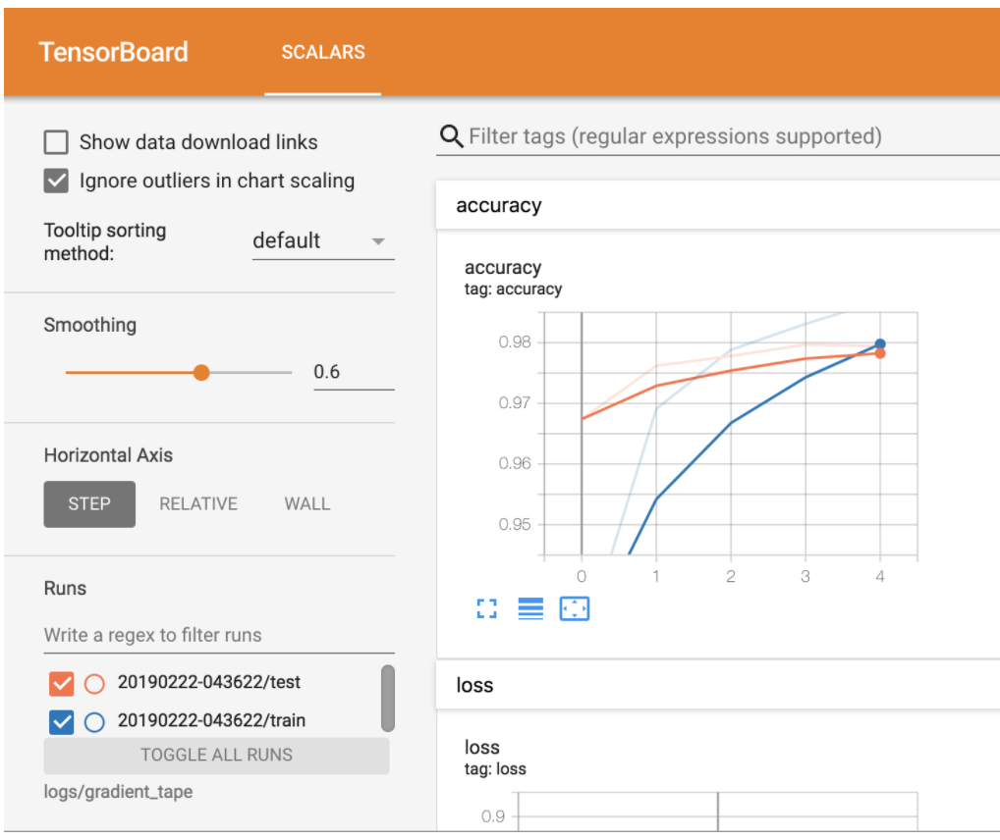 TensorBoard
SCALARS
Show data download links
Ignore outliers in chart scaling
Tooltip sorting
method:
default
Smoothing
0.6
Horizontal Axis
STEP RELATIVE WALL
Runs
Write a regex to filter runs
20190222-043622/test
20190222-043622/train
TOGGLE ALL RUNS
logs/gradient_tape
Filter tags (regular expressions supported)
accuracy
accuracy
tag: accuracy
0.98
0.97
0.96
0.95
0 1 2 3 4
loss
loss
tag: loss
0.9